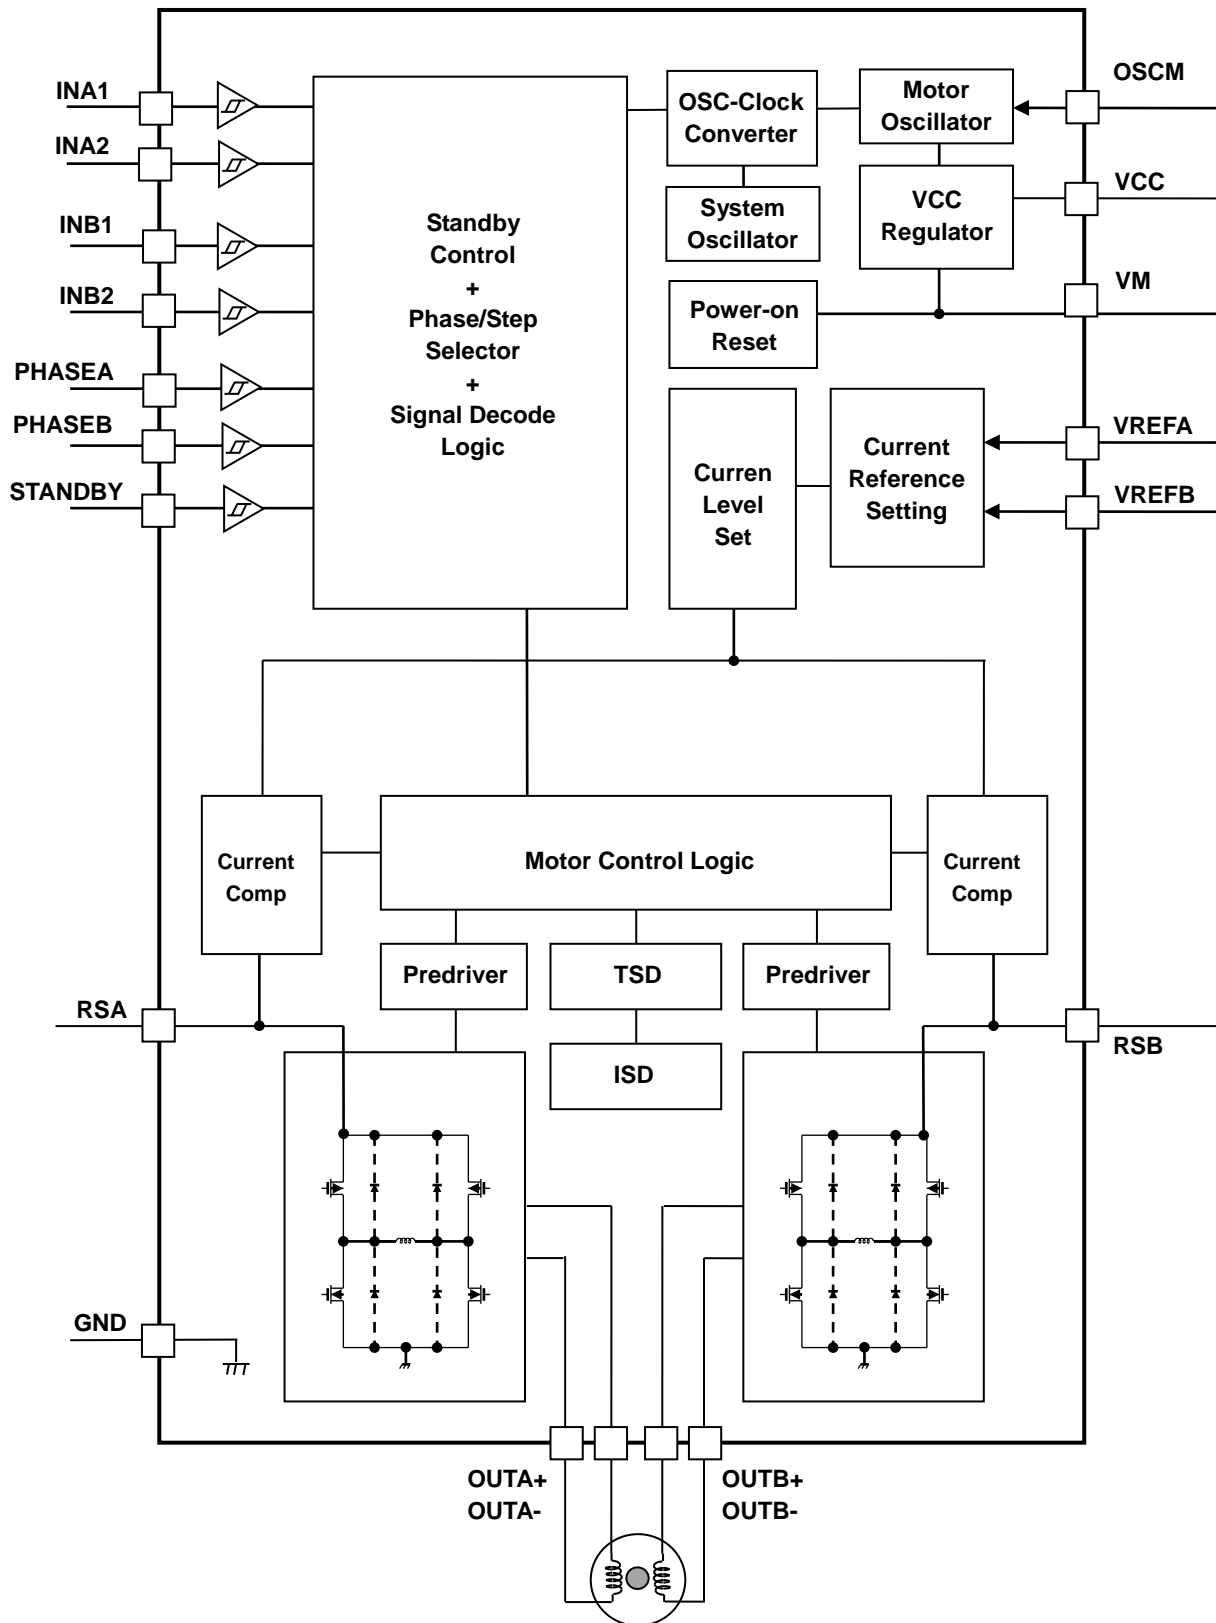 INA1
INA2
INB1
INB2
PHASEA
PHASEB
STANDBY
Standby
Control
+
Phase/Step
Selector
+
Signal Decode
Logic
OSC-Clock
Converter
Motor
Oscillator
OSCM
System
Oscillator
VCC
Regulator
VCC
Power-on
Reset
VM
Curren
Level
Set
Current
Reference
Setting
VREFA
VREFB
Current
Comp
Motor Control Logic
Current
Comp
Predriver
TSD
Predriver
RSA
ISD
RSB
GND
OUTA+
OUTA-
OUTB+
OUTB-